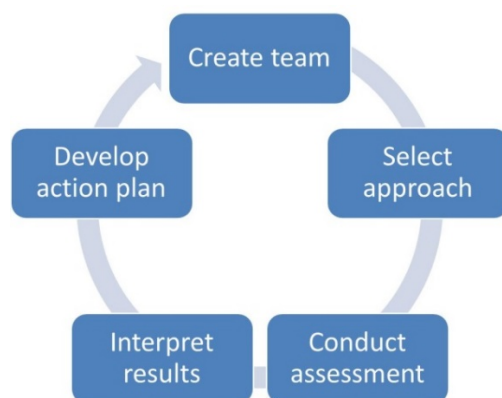 Create team
Select
approach
Conduct
assessment
Interpret
results
Develop
action plan